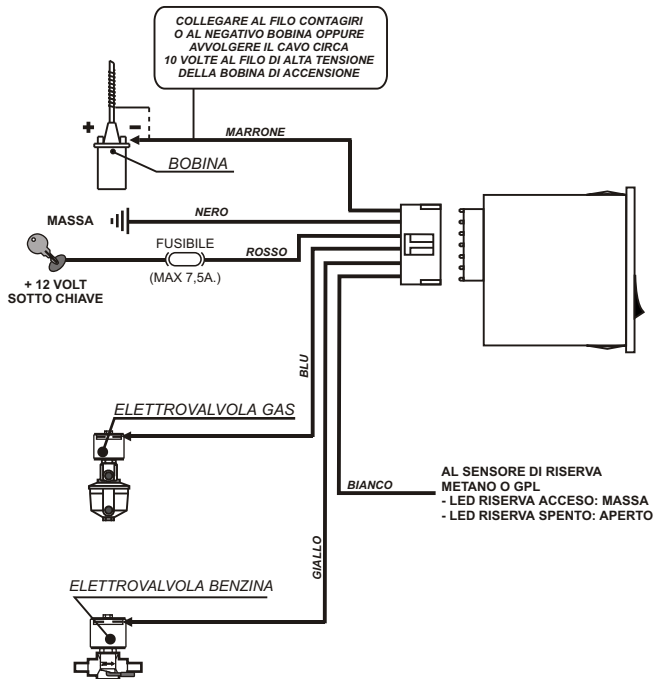 COLLEGARE AL FILO CONTAGIRI
O AL NEGATIVO BOBINA OPPURE
AVVOLGERE IL CAVO CIRCA
10 VOLTE AL FILO DI ALTA TENSIONE
DELLA BOBINA DI ACCENSIONE
+ –
MARRONE
BOBINA
NERO
MASSA
FUSIBILE
ROSSO
(MAX 7,5A.)
+ 12 VOLT
SOTTO CHIAVE
BLU
ELETTROVALVOLA GAS
BIANCO
AL SENSORE DI RISERVA
METANO O GPL
- LED RISERVA ACCESO: MASSA
- LED RISERVA SPENTO: APERTO
GIALLO
ELETTROVALVOLA BENZINA